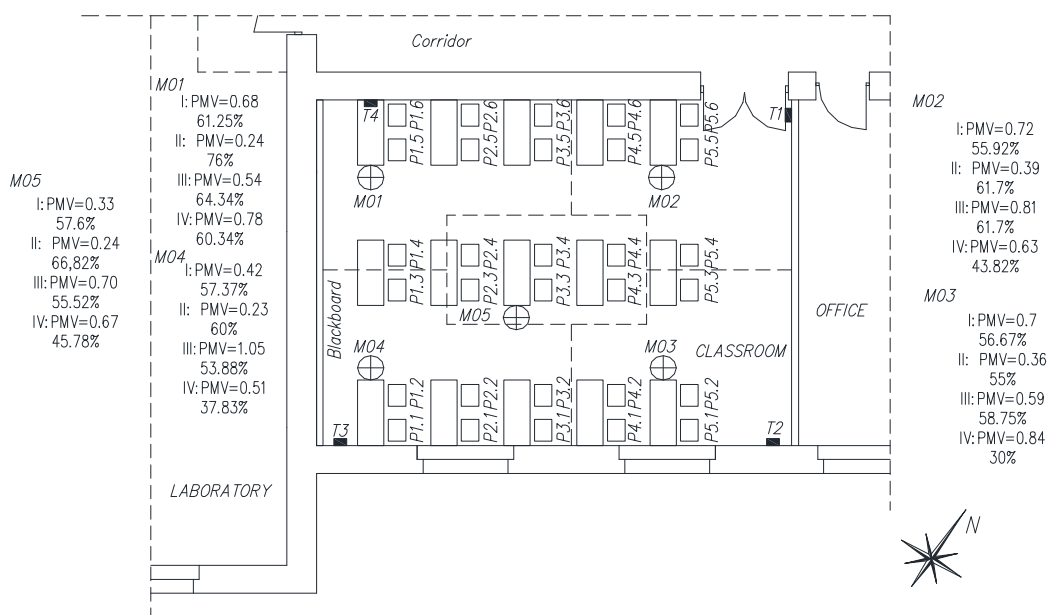 Corridor
M01
I: PMV=0.68
61.25%
II: PMV=0.24
76%
III: PMV=0.54
64.34%
IV: PMV=0.78
60.34%
M04
I: PMV=0.42
57.37%
II: PMV=0.23
60%
III: PMV=1.05
53.88%
IV: PMV=0.51
37.83%
M05
I: PMV=0.33
57.6%
II: PMV=0.24
66,82%
III: PMV=0.70
55.52%
IV: PMV=0.67
45.78%
M02
I: PMV=0.72
55.92%
II: PMV=0.39
61.7%
III: PMV=0.81
61.7%
IV: PMV=0.63
43.82%
M03
I: PMV=0.7
56.67%
II: PMV=0.36
55%
III: PMV=0.59
58.75%
IV: PMV=0.84
30%
T4
T1
P1.5 P1.6
P2.5 P2.6
P3.5 P3.6
P4.5 P4.6
P5.5 P5.6
M01
M02
P1.3 P1.4
P2.3 P2.4
P3.3 P3.4
P4.3 P4.4
P5.3 P5.4
Blackboard
M05
OFFICE
M04
M03
CLASSROOM
P1.1 P1.2
P2.1 P2.2
P3.1 P3.2
P4.1 P4.2
P5.1 P5.2
T3
T2
LABORATORY
N